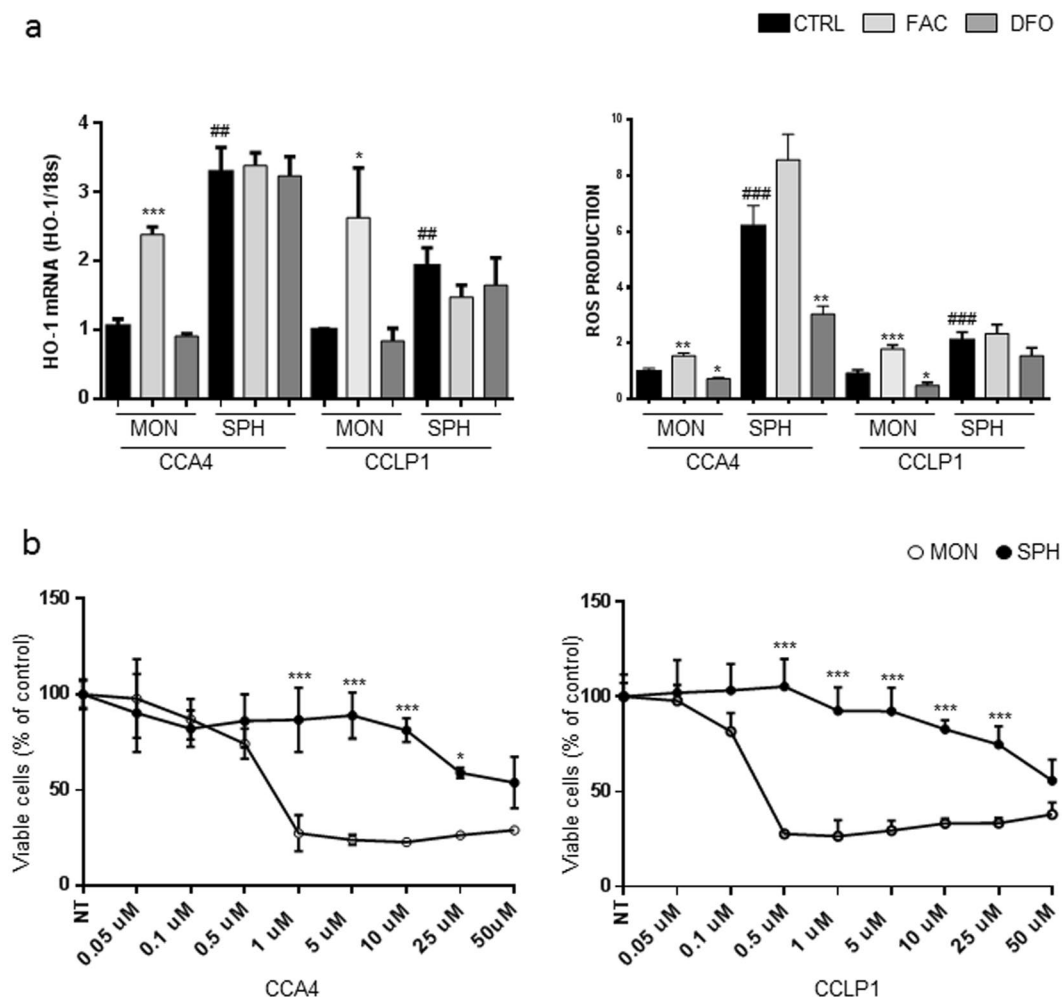 a
CTRL FAC DFO
HO-1 mRNA (HO-1/18s)
4
3
2
1
0
***
##
*
##
MON SPH MON SPH
CCA4 CCLP1
ROS PRODUCTION
10
8
6
4
2
0
**
*
###
**
***
*
###
MON SPH MON SPH
CCA4 CCLP1
b
MON SPH
Viable cells (% of control)
150
100
50
0
*** *** *** *
NT 0.05 uM 0.1 uM 0.5 uM 1 uM 5 uM 10 uM 25 uM 50uM
CCA4
Viable cells (% of control)
150
100
50
0
*** *** *** *** ***
NT 0.05 uM 0.1 uM 0.5 uM 1 uM 5 uM 10 uM 25 uM 50 uM
CCLP1